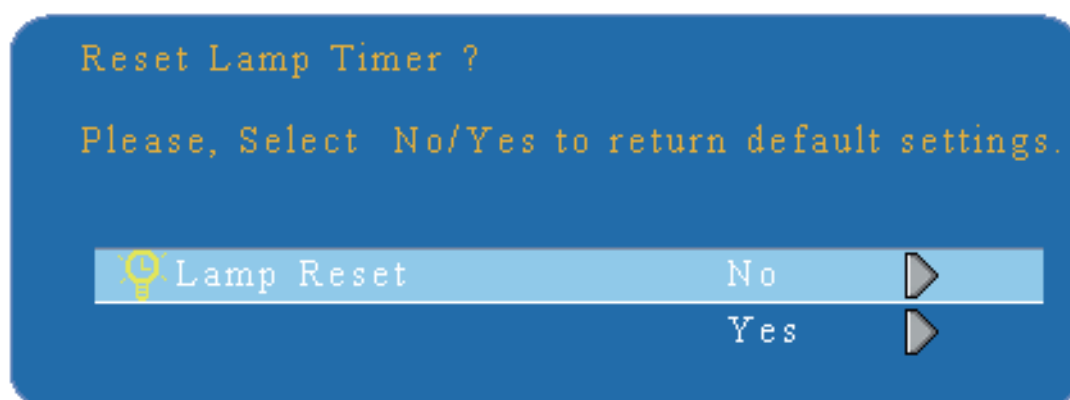 Reset Lamp Timer ?
Please, Select No/Yes to return default settings.
Lamp Reset No
Yes